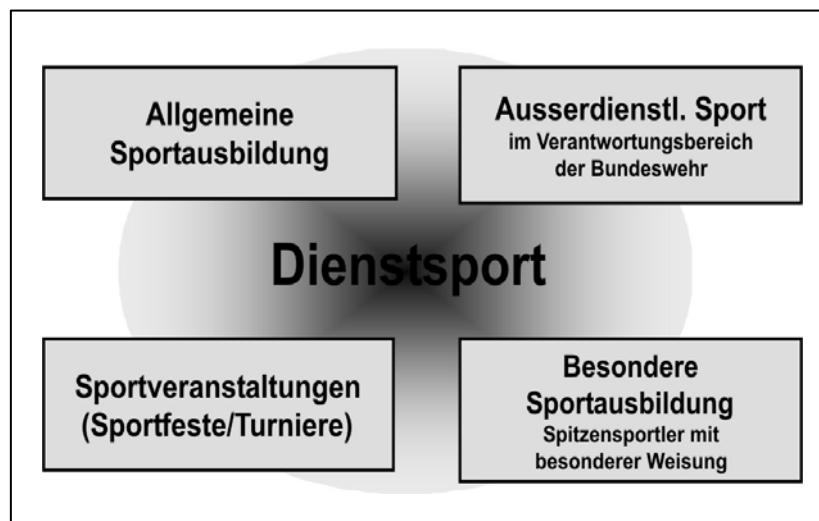 Allgemeine
Sportausbildung
Ausserdienstl. Sport
im Verantwortungsbereich
der Bundeswehr
Dienstsport
Sportveranstaltungen
(Sportfeste/Turniere)
Besondere
Sportausbildung
Spitzensportler mit
besonderer Weisung